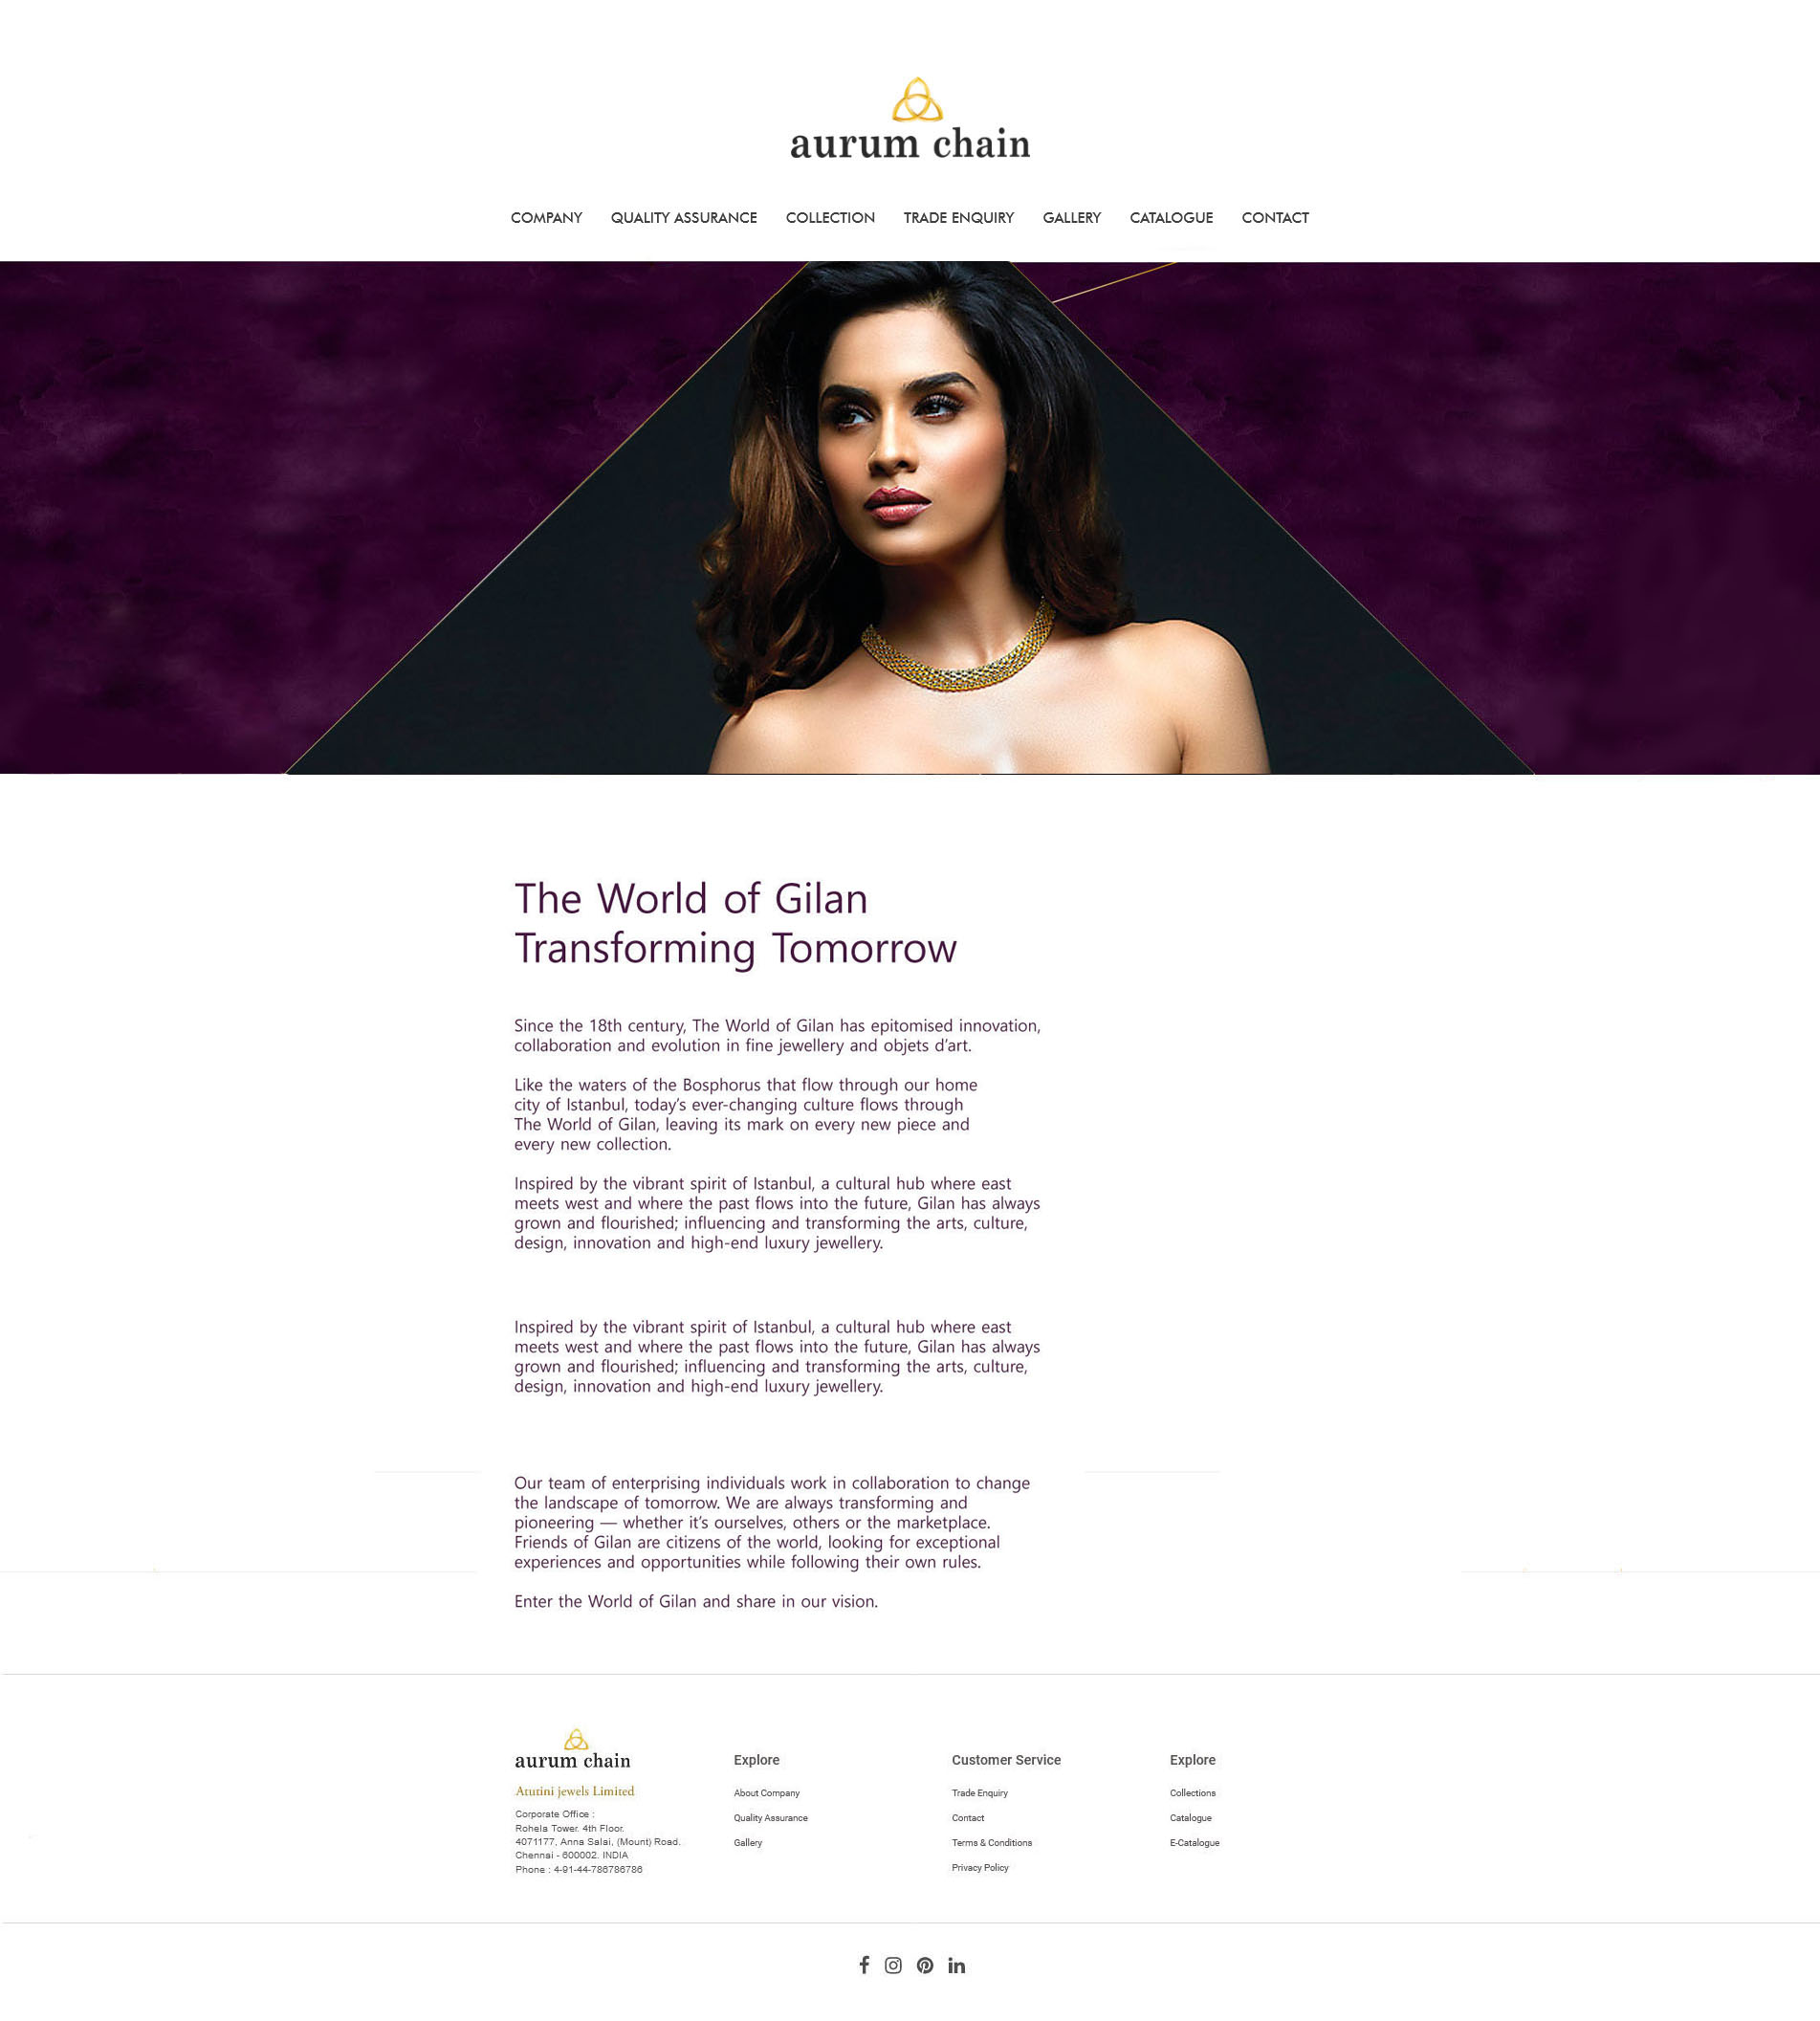 aurum chain
COMPANY QUALITY ASSURANCE COLLECTION TRADE ENQUIRY GALLERY CATALOGUE CONTACT
The World of Gilan
Transforming Tomorrow
Since the 18th century, The World of Gilan has epitomised innovation,
collaboration and evolution in fine jewellery and objets d’art.
Like the waters of the Bosphorus that flow through our home
city of Istanbul, today’s ever-changing culture flows through
The World of Gilan, leaving its mark on every new piece and
every new collection.
Inspired by the vibrant spirit of Istanbul, a cultural hub where east
meets west and where the past flows into the future, Gilan has always
grown and flourished; influencing and transforming the arts, culture,
design, innovation and high-end luxury jewellery.
Inspired by the vibrant spirit of Istanbul, a cultural hub where east
meets west and where the past flows into the future, Gilan has always
grown and flourished; influencing and transforming the arts, culture,
design, innovation and high-end luxury jewellery.
Our team of enterprising individuals work in collaboration to change
the landscape of tomorrow. We are always transforming and
pioneering — whether it’s ourselves, others or the marketplace.
Friends of Gilan are citizens of the world, looking for exceptional
experiences and opportunities while following their own rules.
Enter the World of Gilan and share in our vision.
aurum chain
Atutini jewels Limited
Corporate Office :
Rohela Tower. 4th Floor.
4071177, Anna Salai, (Mount) Road.
Chennai - 600002. INDIA
Phone : 4-91-44-786786786
Explore
About Company
Quality Assurance
Gallery
Customer Service
Trade Enquiry
Contact
Terms & Conditions
Privacy Policy
Explore
Collections
Catalogue
E-Catalogue